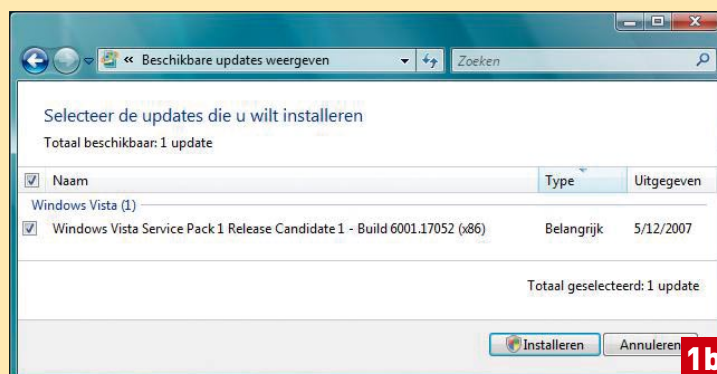 « Beschikbare updates weergeven
Zoeken
Selecteer de updates die u wilt installeren
Totaal beschikbaar: 1 update
Naam Type Uitgegeven
Windows Vista (1)
Windows Vista Service Pack 1 Release Candidate 1 - Build 6001.17052 (x86) Belangrijk 5/12/2007
Totaal geselecteerd: 1 update
Installeren Annuleren
1b